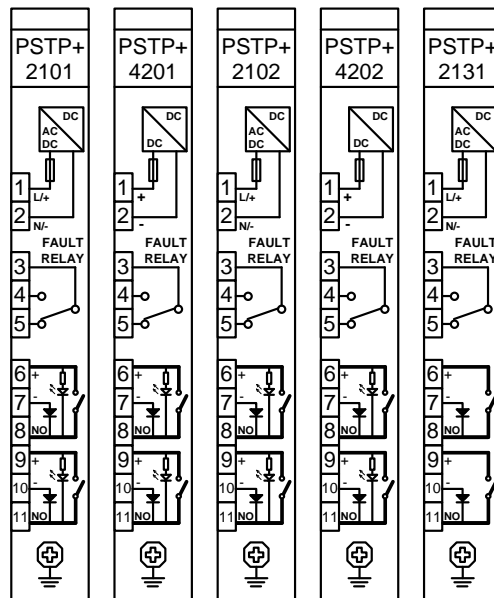 PSTP+
2101
AC
DC
DC
1
L/+
2
N/-
FAULT
RELAY
3
4
5
6 +
7 -
8 NO
9 +
10 -
11 NO
PSTP+
4201
DC
DC
1
+
2
-
FAULT
RELAY
3
4
5
6 +
7 -
8 NO
9 +
10 -
11 NO
PSTP+
2102
AC
DC
DC
1
L/+
2
N/-
FAULT
RELAY
3
4
5
6 +
7 -
8 NO
9 +
10 -
11 NO
PSTP+
4202
DC
DC
1
+
2
-
FAULT
RELAY
3
4
5
6 +
7 -
8 NO
9 +
10 -
11 NO
PSTP+
2131
AC
DC
DC
1
L/+
2
N/-
FAULT
RELAY
3
4
5
6 +
7 -
8 NO
9 +
10 -
11 NO